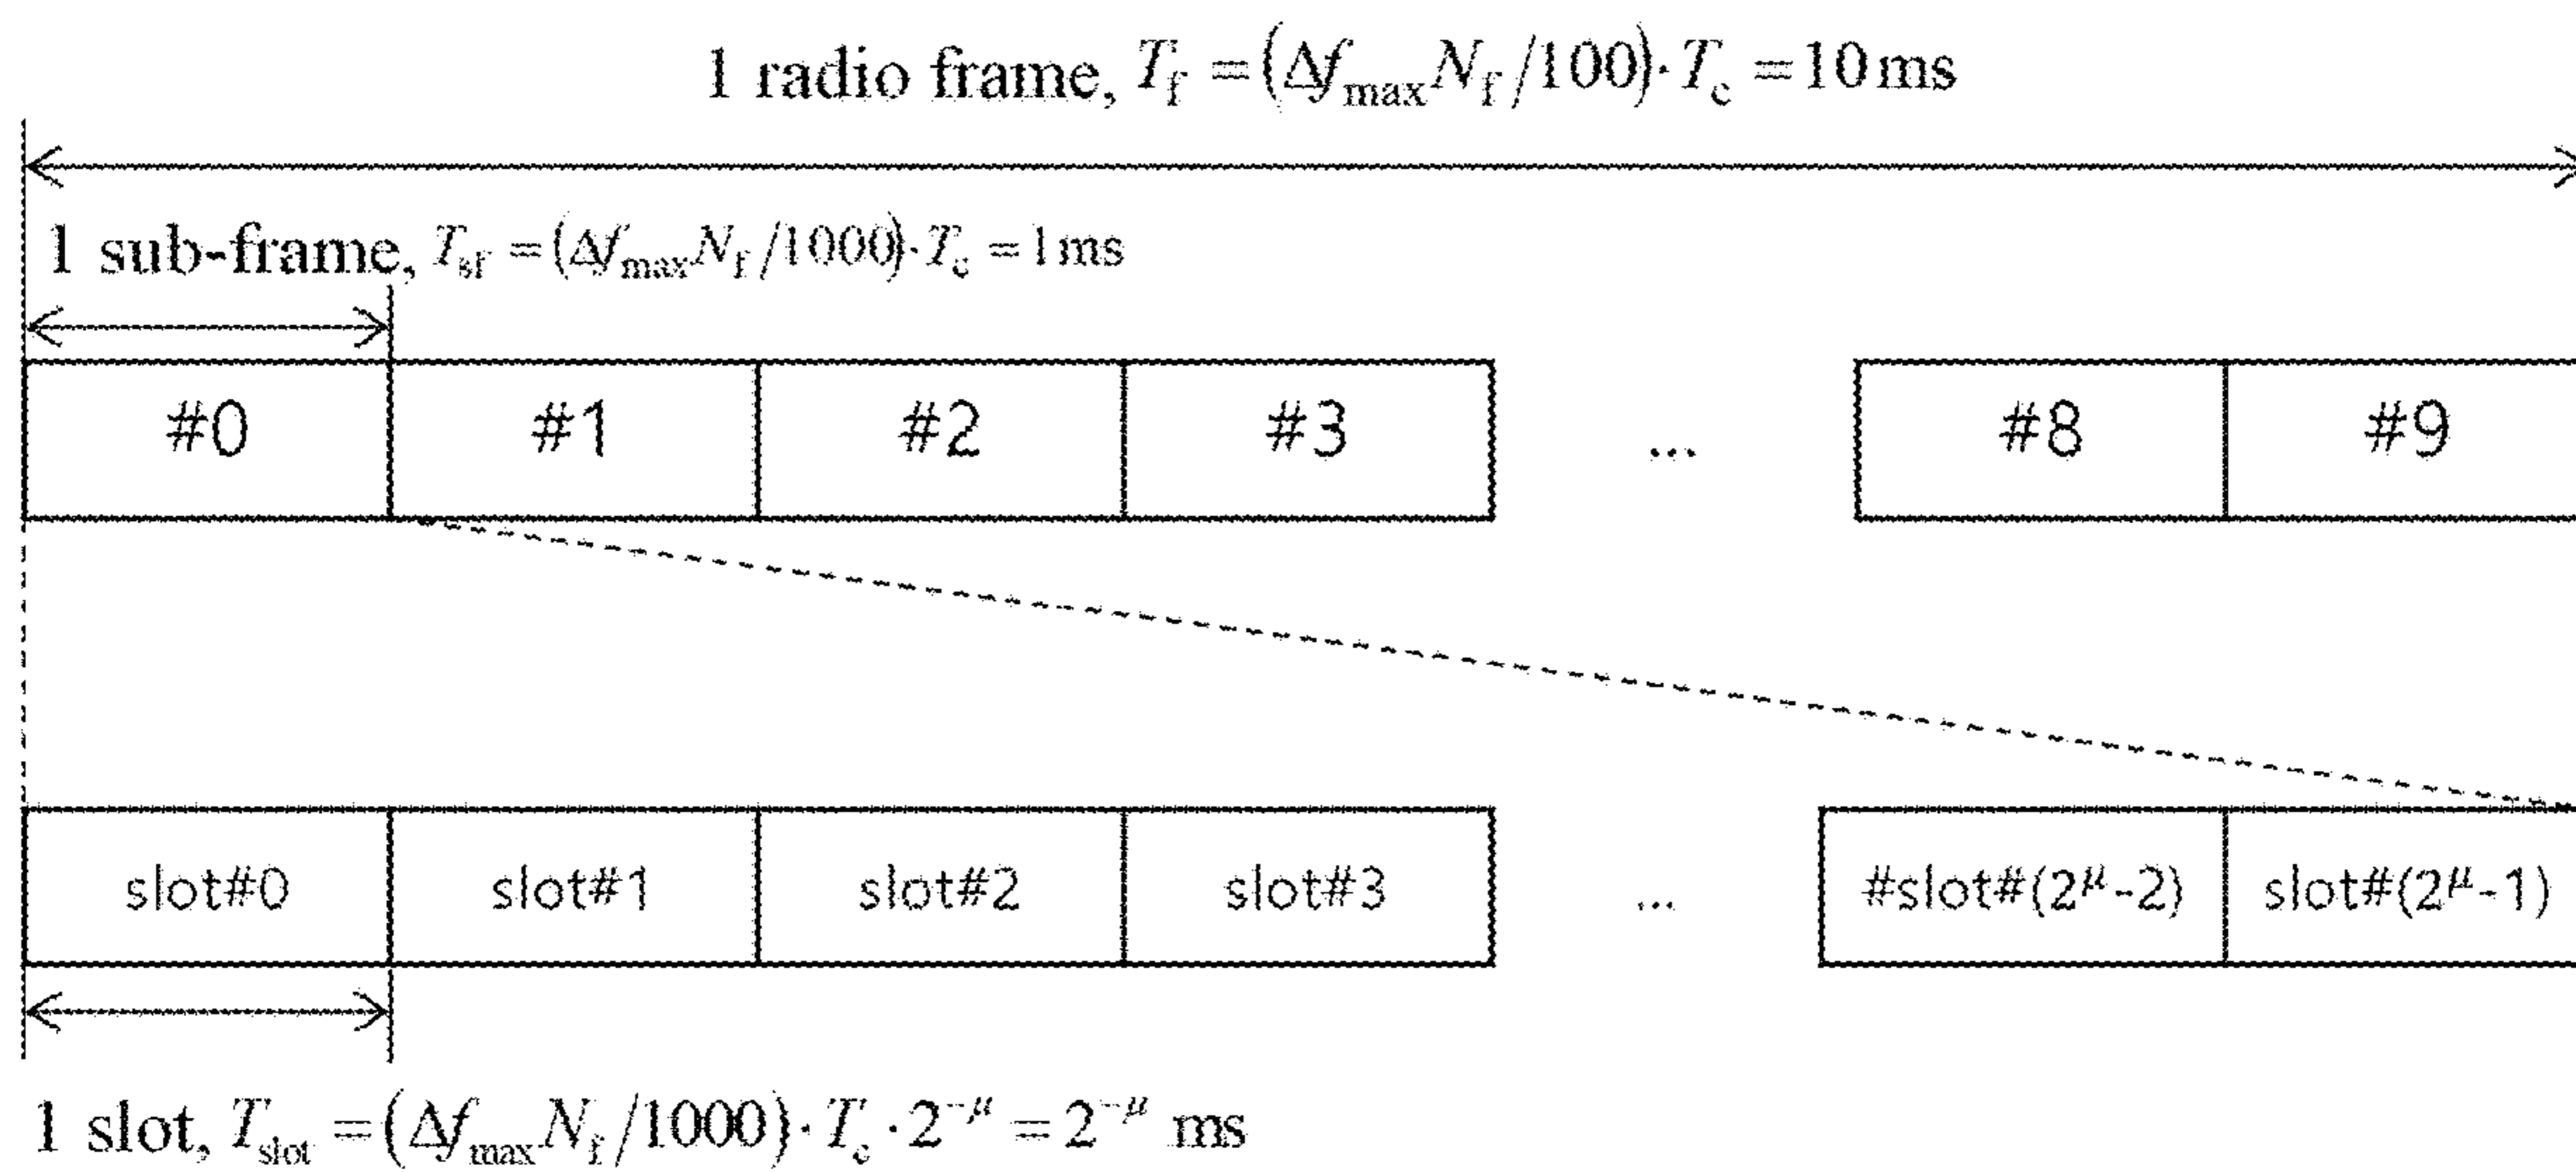 1 radio frame, T_f = (Δf_max N_f /100)·T_c = 10 ms
1 sub-frame, T_sf = (Δf_max N_f /1000)·T_c = 1 ms
#0 #1 #2 #3 ... #8 #9
slot#0 slot#1 slot#2 slot#3 ... #slot#(2^μ-2) slot#(2^μ-1)
1 slot, T_slot = (Δf_max N_f /1000)·T_c·2^-μ = 2^-μ ms